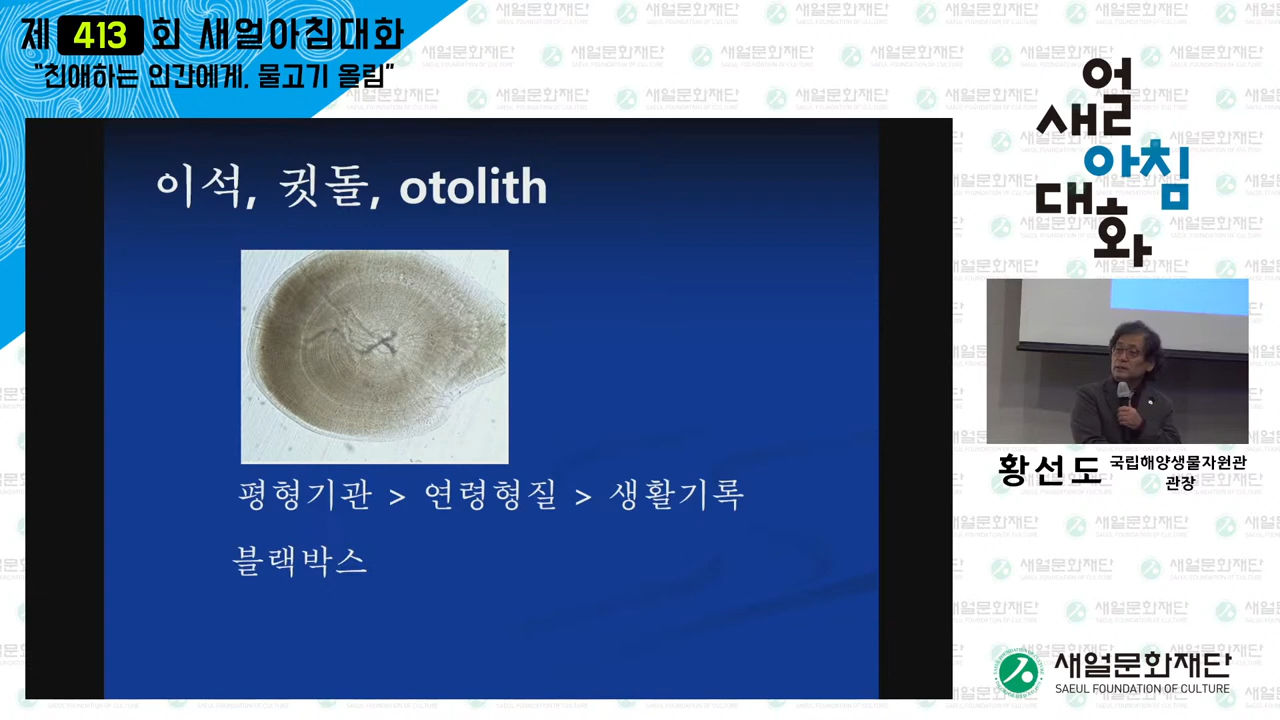 제 413 회 새얼아침대화
"친애하는 인간에게, 물고기 올림"
이석, 귓돌, otolith
평형기관 > 연령형질 > 생활기록
블랙박스
새얼
아침
대화
황선도 국립해양생물자원관
관장
새얼문화재단
SAEUL FOUNDATION OF CULTURE